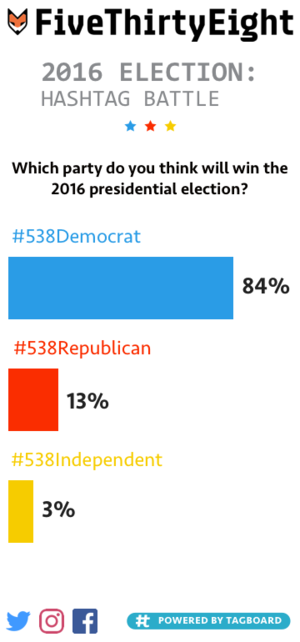 FiveThirtyEight
2016 ELECTION:
HASHTAG BATTLE
Which party do you think will win the
2016 presidential election?
#538Democrat
84%
#538Republican
13%
#538Independent
3%
# POWERED BY TAGBOARD